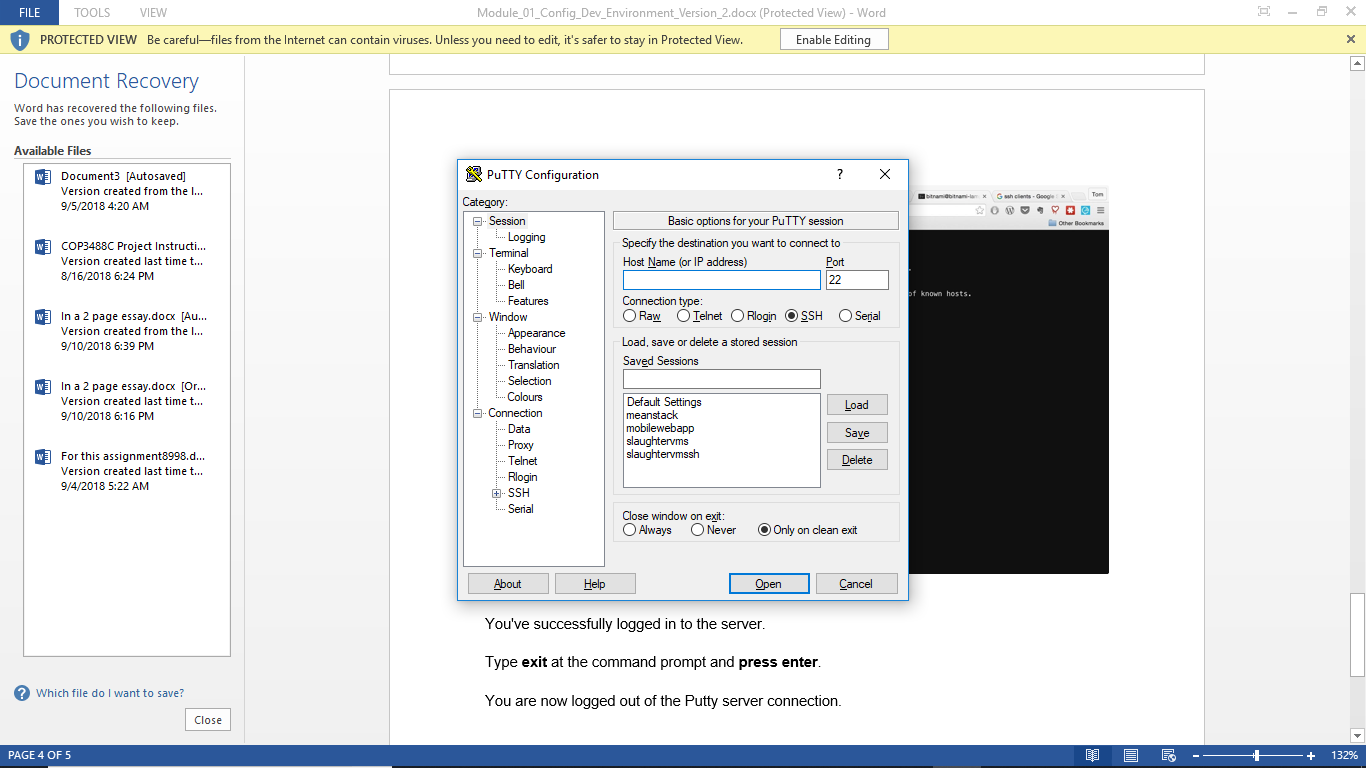 FILE TOOLS VIEW Module_01_Config_Dev_Environment_Version_2.docx (Protected View) - Word
PROTECTED VIEW Be careful—files from the Internet can contain viruses. Unless you need to edit, it's safer to stay in Protected View. Enable Editing
Document Recovery
Word has recovered the following files.
Save the ones you wish to keep.
Available Files
Document3 [Autosaved]
Version created from the l...
9/5/2018 4:20 AM
COP3488C Project Instructi...
Version created last time t...
8/16/2018 6:24 PM
In a 2 page essay.docx [Au...
Version created from the l...
9/10/2018 6:39 PM
In a 2 page essay.docx [Or...
Version created last time t...
9/10/2018 6:16 PM
For this assignment8998.d...
Version created last time t...
9/4/2018 5:22 AM
Which file do I want to save?
Close
PuTTY Configuration
Category:
Session
Logging
Terminal
Keyboard
Bell
Features
Window
Appearance
Behaviour
Translation
Selection
Colours
Connection
Data
Proxy
Telnet
Rlogin
SSH
Serial
Basic options for your PuTTY session
Specify the destination you want to connect to
Host Name (or IP address) Port
22
Connection type:
Raw Telnet Rlogin SSH Serial
Load, save or delete a stored session
Saved Sessions
Default Settings
meanstack
mobilewebapp
slaughtervms
slaughtervmssh
Load
Save
Delete
Close window on exit:
Always Never Only on clean exit
About Help Open Cancel
bitnami@bitnami-lam ssh clients - Google Tom
Other Bookmarks
of known hosts.
You've successfully logged in to the server.
Type exit at the command prompt and press enter.
You are now logged out of the Putty server connection.
PAGE 4 OF 5 132%